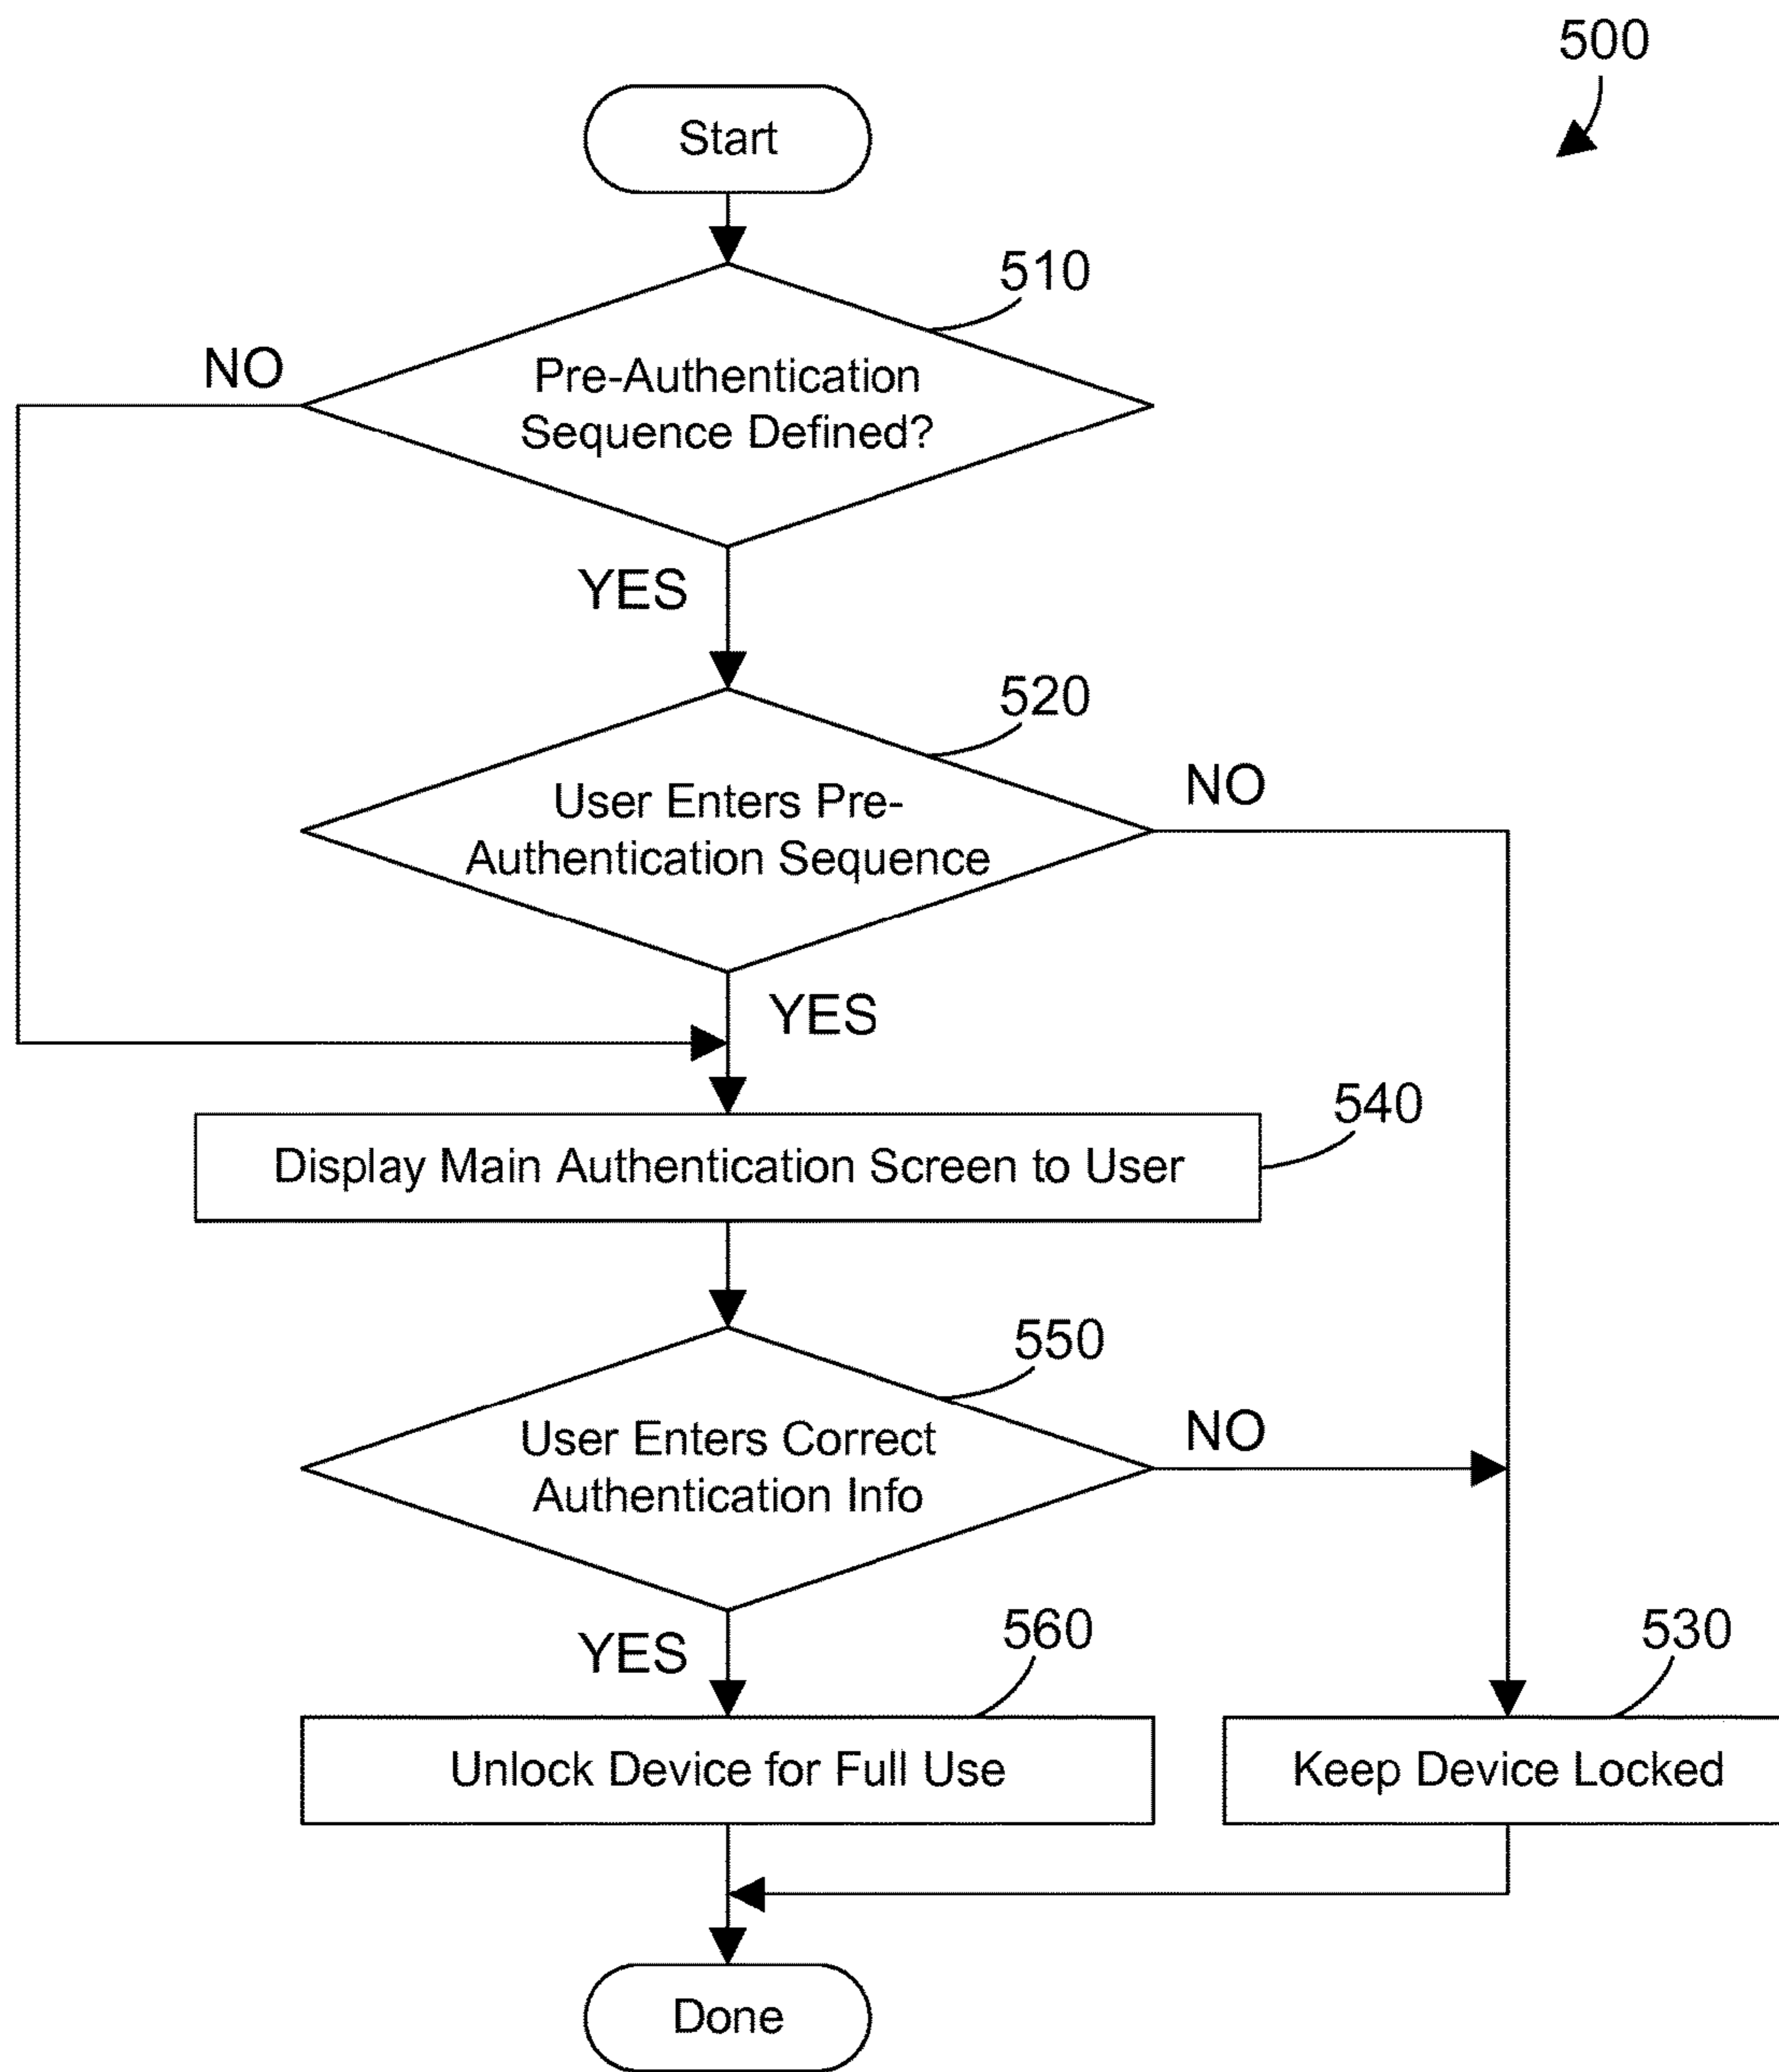 500
Start
510
NO
Pre-Authentication
Sequence Defined?
YES
520
User Enters Pre-
Authentication Sequence
NO
YES
540
Display Main Authentication Screen to User
550
User Enters Correct
Authentication Info
NO
YES
560
530
Unlock Device for Full Use
Keep Device Locked
Done